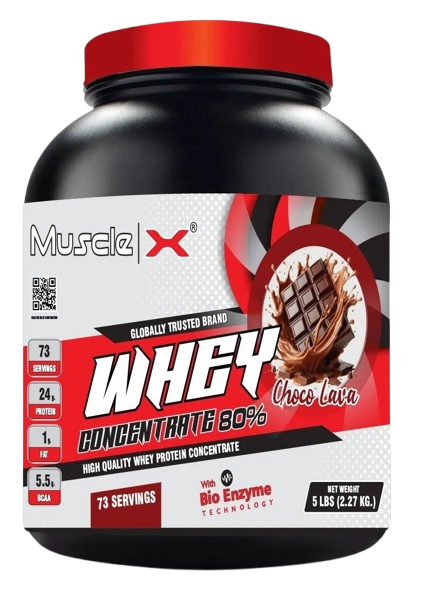 Muscle X®
GLOBALLY TRUSTED BRAND
WHEY
CONCENTRATE 80%
HIGH QUALITY WHEY PROTEIN CONCENTRATE
Choco Lava
73
SERVINGS
24g
PROTEIN
1g
FAT
5.5g
BCAA
73 SERVINGS
With
Bio Enzyme
TECHNOLOGY
NET WEIGHT
5 LBS (2.27 KG.)